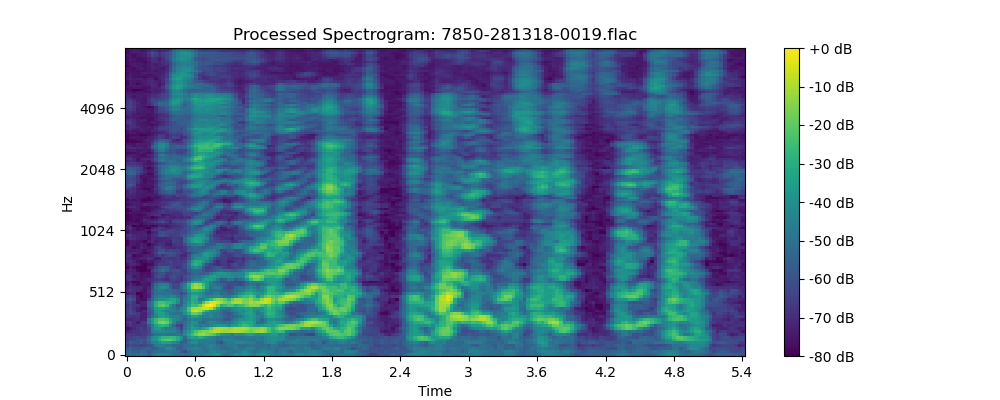 Processed Spectrogram: 7850-281318-0019.flac
Hz
4096
2048
1024
512
0
0 0.6 1.2 1.8 2.4 3 3.6 4.2 4.8 5.4
Time
+0 dB
-10 dB
-20 dB
-30 dB
-40 dB
-50 dB
-60 dB
-70 dB
-80 dB